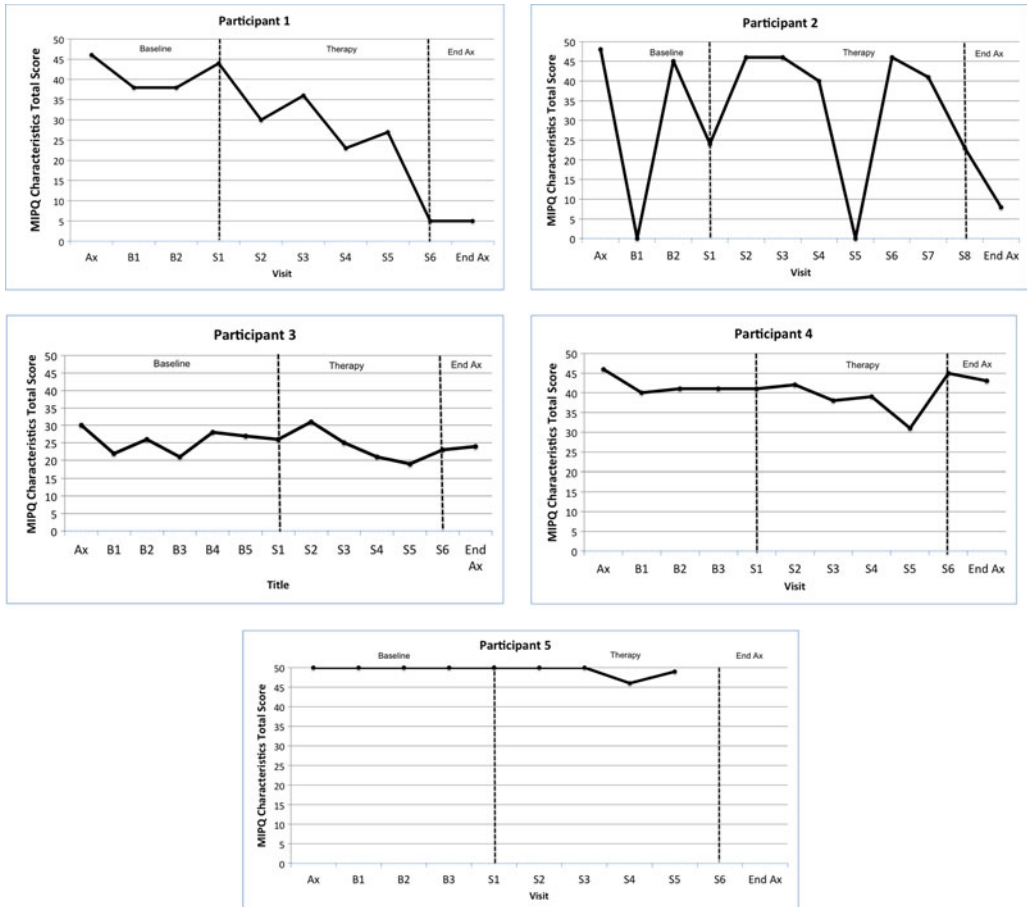 Participant 1
Baseline Therapy End Ax
MIPQ Characteristics Total Score
50
45
40
35
30
25
20
15
10
5
0
Ax B1 B2 S1 S2 S3 S4 S5 S6 End Ax
Visit
Participant 2
Baseline Therapy End Ax
MIPQ Characteristics Total Score
50
45
40
35
30
25
20
15
10
5
0
Ax B1 B2 S1 S2 S3 S4 S5 S6 S7 S8 End Ax
Visit
Participant 3
Baseline Therapy End Ax
MIPQ Characteristics Total Score
50
45
40
35
30
25
20
15
10
5
0
Ax B1 B2 B3 B4 B5 S1 S2 S3 S4 S5 S6 End
Ax
Title
Participant 4
Therapy End Ax
MIPQ Characteristics Total Score
50
45
40
35
30
25
20
15
10
5
0
Ax B1 B2 B3 S1 S2 S3 S4 S5 S6 End Ax
Visit
Participant 5
Baseline Therapy End Ax
MIPQ Characteristics Total Score
50
45
40
35
30
25
20
15
10
5
0
Ax B1 B2 B3 S1 S2 S3 S4 S5 S6 End Ax
Visit